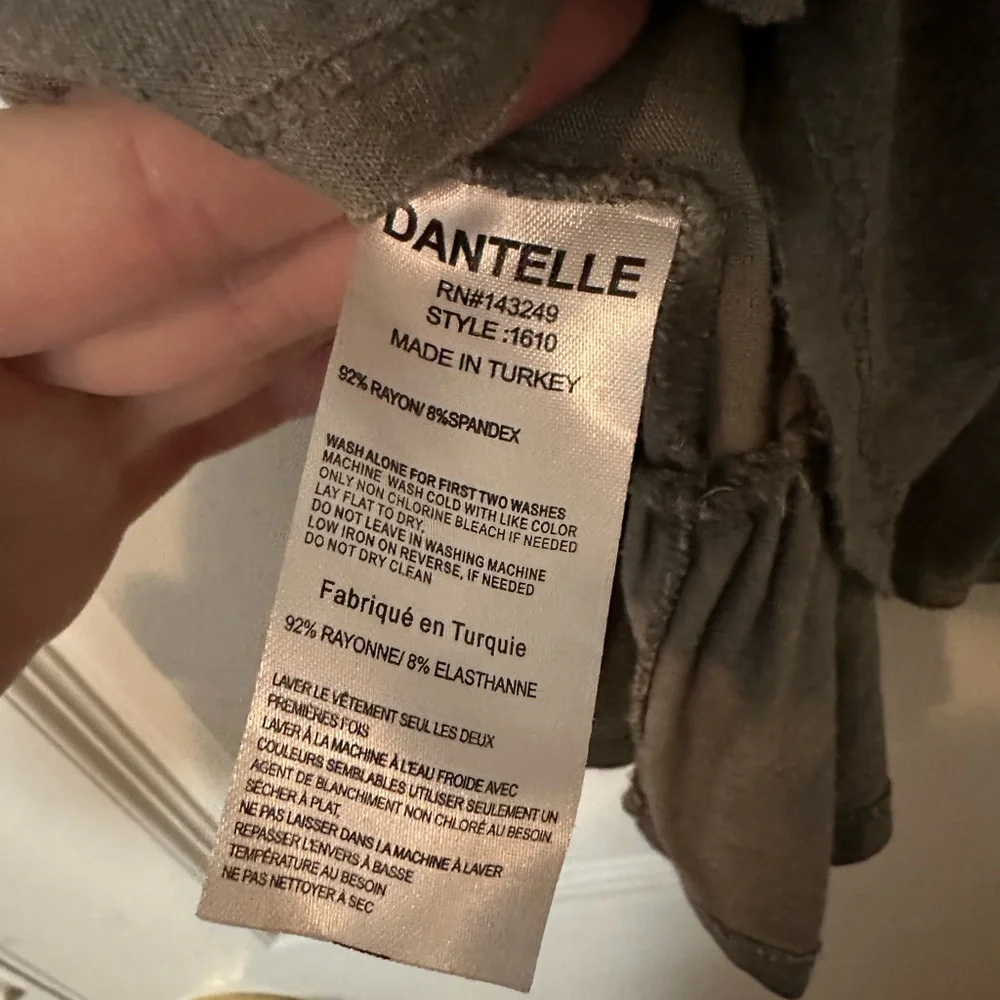 DANTELLE
RN#143249
STYLE :1610
MADE IN TURKEY
92% RAYON/ 8%SPANDEX
WASH ALONE FOR FIRST TWO WASHES
MACHINE WASH COLD WITH LIKE COLOR
ONLY NON CHLORINE BLEACH IF NEEDED
LAY FLAT TO DRY,
DO NOT LEAVE IN WASHING MACHINE
LOW IRON ON REVERSE, IF NEEDED
DO NOT DRY CLEAN
Fabriqué en Turquie
92% RAYONNE/ 8% ELASTHANNE
LAVER LE VÊTEMENT SEUL LES DEUX
PREMIÈRES FOIS
LAVER À LA MACHINE À L'EAU FROIDE AVEC
COULEURS SEMBLABLES UTILISER SEULEMENT UN
AGENT DE BLANCHIMENT NON CHLORÉ AU BESOIN.
SÉCHER À PLAT,
NE PAS LAISSER DANS LA MACHINE À LAVER
REPASSER L'ENVERS À BASSE
TEMPÉRATURE AU BESOIN
NE PAS NETTOYER À SEC